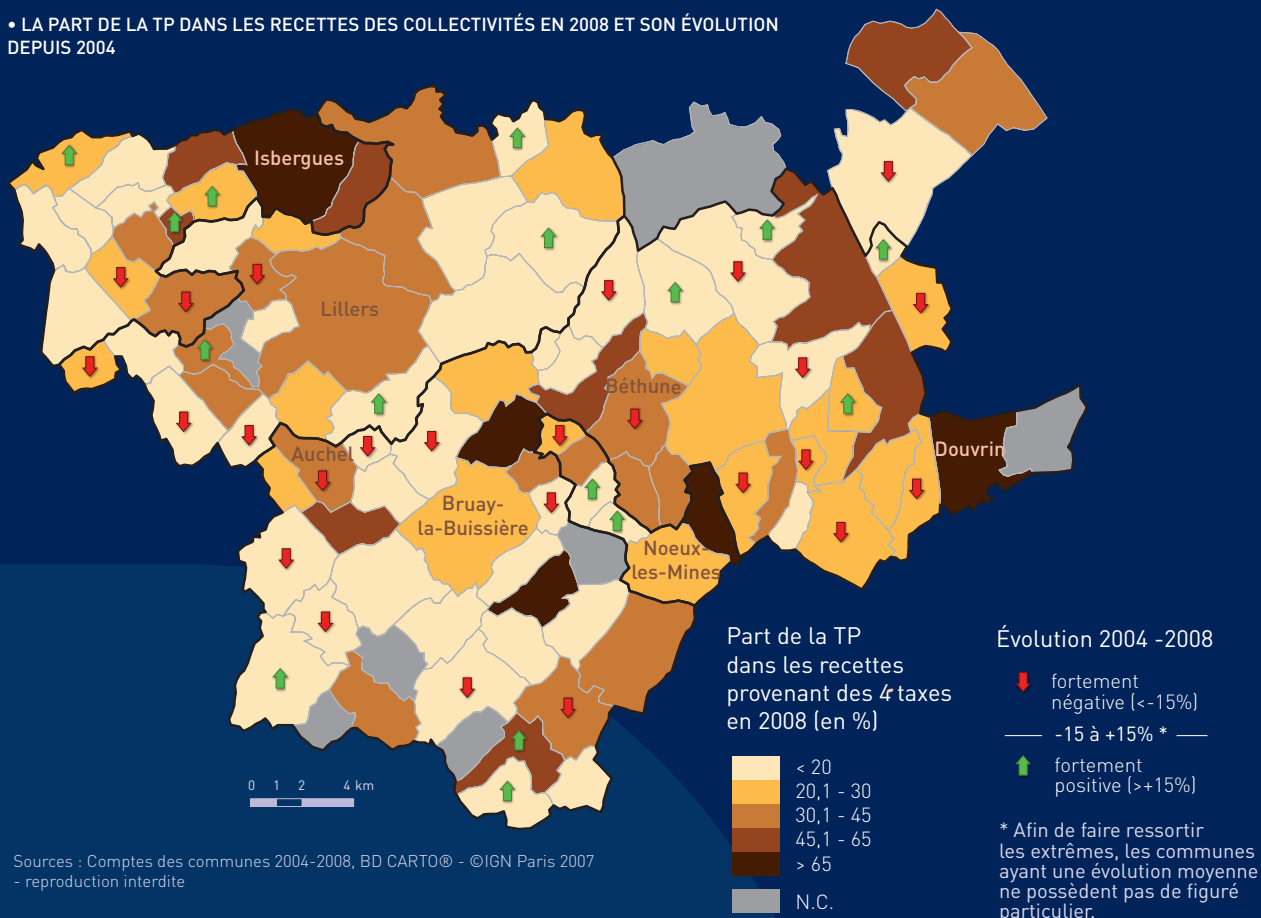 • LA PART DE LA TP DANS LES RECETTES DES COLLECTIVITÉS EN 2008 ET SON ÉVOLUTION
DEPUIS 2004
Isbergues
Lillers
Béthune
Auchel
Douvrin
Bruay-
la-Buissière
Noeux-
les-Mines
Part de la TP
dans les recettes
provenant des 4 taxes
en 2008 (en %)
< 20
20,1 - 30
30,1 - 45
45,1 - 65
> 65
N.C.
Évolution 2004 -2008
fortement
négative (<-15%)
-15 à +15% *
fortement
positive (>+15%)
* Afin de faire ressortir
les extrêmes, les communes
ayant une évolution moyenne
ne possèdent pas de figuré
particulier.
0 1 2 4 km
Sources : Comptes des communes 2004-2008, BD CARTO® - ©IGN Paris 2007
- reproduction interdite